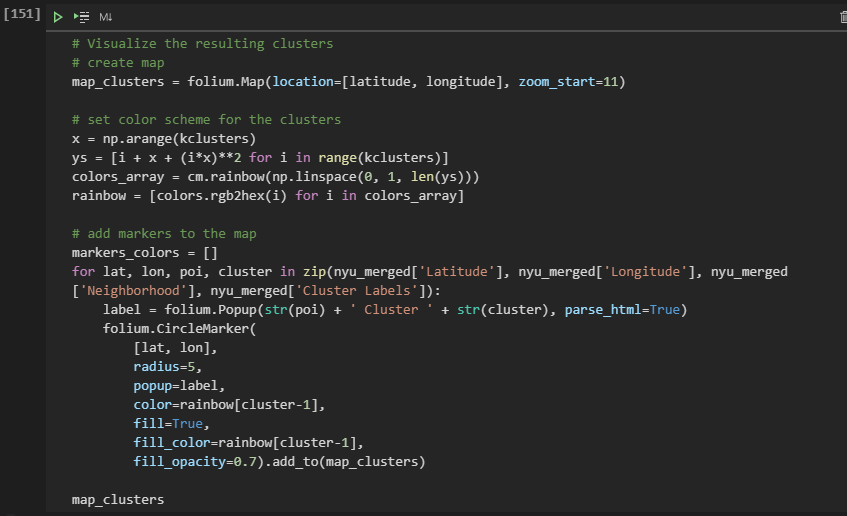 [151]
M↓
# Visualize the resulting clusters
# create map
map_clusters = folium.Map(location=[latitude, longitude], zoom_start=11)
# set color scheme for the clusters
x = np.arange(kclusters)
ys = [i + x + (i*x)**2 for i in range(kclusters)]
colors_array = cm.rainbow(np.linspace(0, 1, len(ys)))
rainbow = [colors.rgb2hex(i) for i in colors_array]
# add markers to the map
markers_colors = []
for lat, lon, poi, cluster in zip(nyu_merged['Latitude'], nyu_merged['Longitude'], nyu_merged
['Neighborhood'], nyu_merged['Cluster Labels']):
    label = folium.Popup(str(poi) + ' Cluster ' + str(cluster), parse_html=True)
    folium.CircleMarker(
        [lat, lon],
        radius=5,
        popup=label,
        color=rainbow[cluster-1],
        fill=True,
        fill_color=rainbow[cluster-1],
        fill_opacity=0.7).add_to(map_clusters)
map_clusters